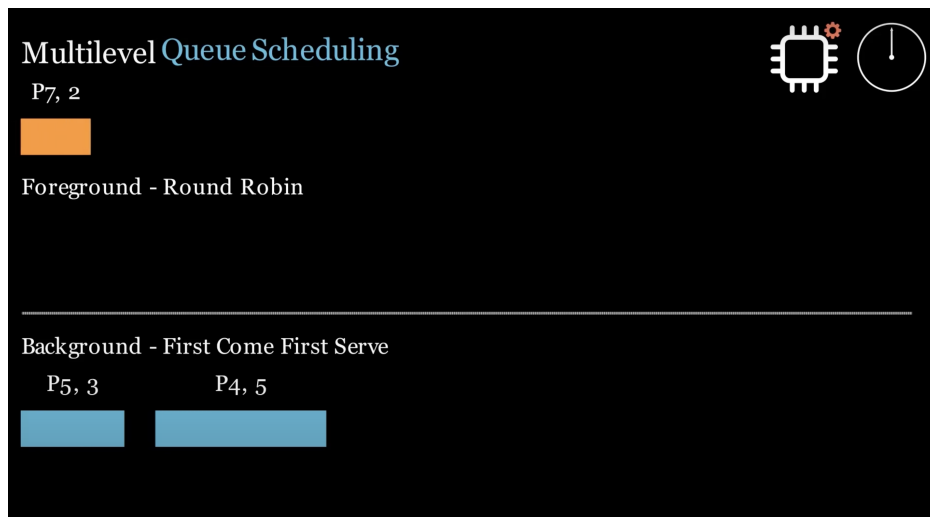 Multilevel Queue Scheduling
P7, 2
Foreground - Round Robin
Background - First Come First Serve
P5, 3 P4, 5